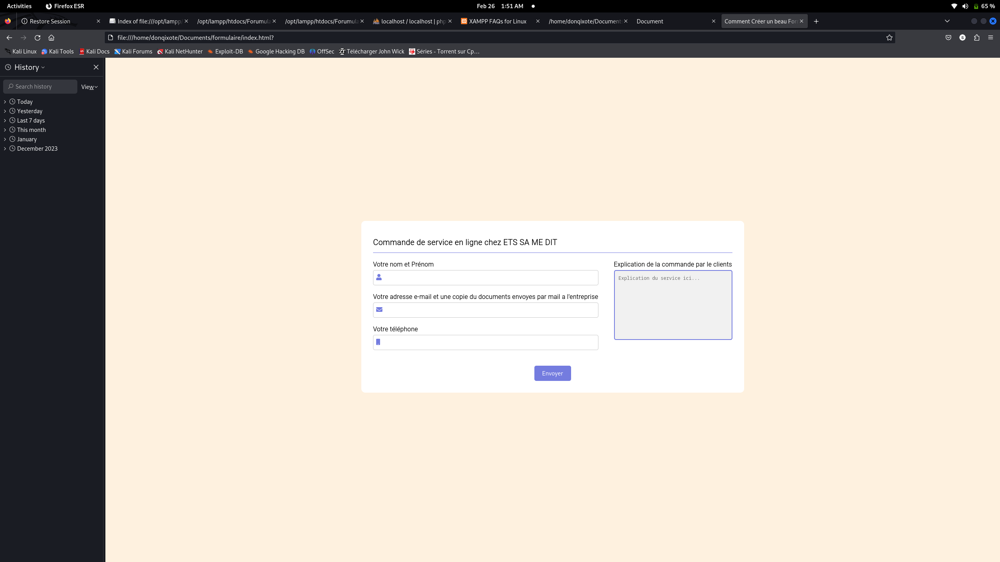 Activities Firefox ESR Feb 26 1:51 AM 65 %
Restore Session Index of file:///opt/lampp/ /opt/lampp/htdocs/Forumula /opt/lampp/htdocs/Forumula localhost / localhost | php XAMPP FAQs for Linux /home/donqixote/Documents Document Comment Créer un beau For
file:///home/donqixote/Documents/formulaire/index.html? S
Kali Linux Kali Tools Kali Docs Kali Forums Kali NetHunter Exploit-DB Google Hacking DB OffSec ZT Télécharger John Wick Séries - Torrent sur Cp…
History
Search history View
Today
Yesterday
Last 7 days
This month
January
December 2023
Commande de service en ligne chez ETS SA ME DIT
Votre nom et Prénom
Votre adresse e-mail et une copie du documents envoyes par mail a l'entreprise
Votre téléphone
Explication de la commande par le clients
Explication du service ici...
Envoyer